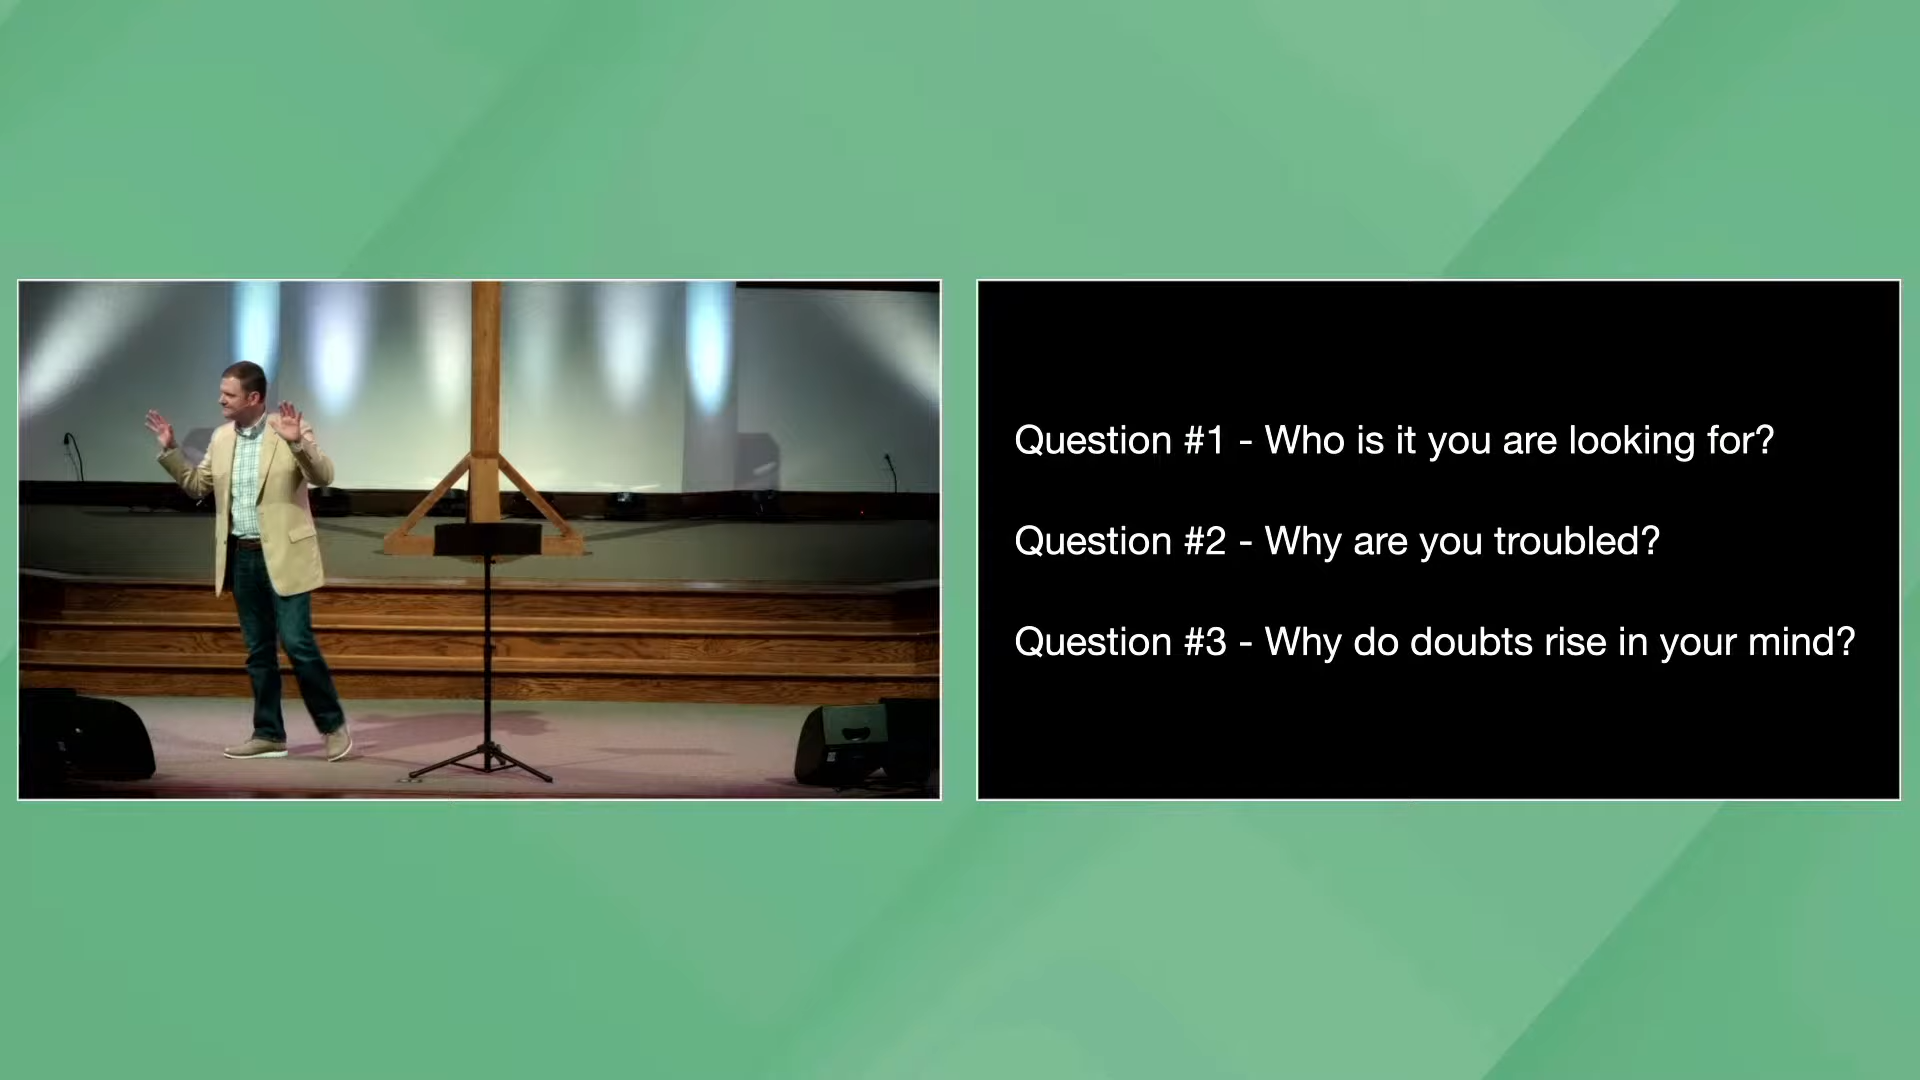 Question #1 - Who is it you are looking for?
Question #2 - Why are you troubled?
Question #3 - Why do doubts rise in your mind?